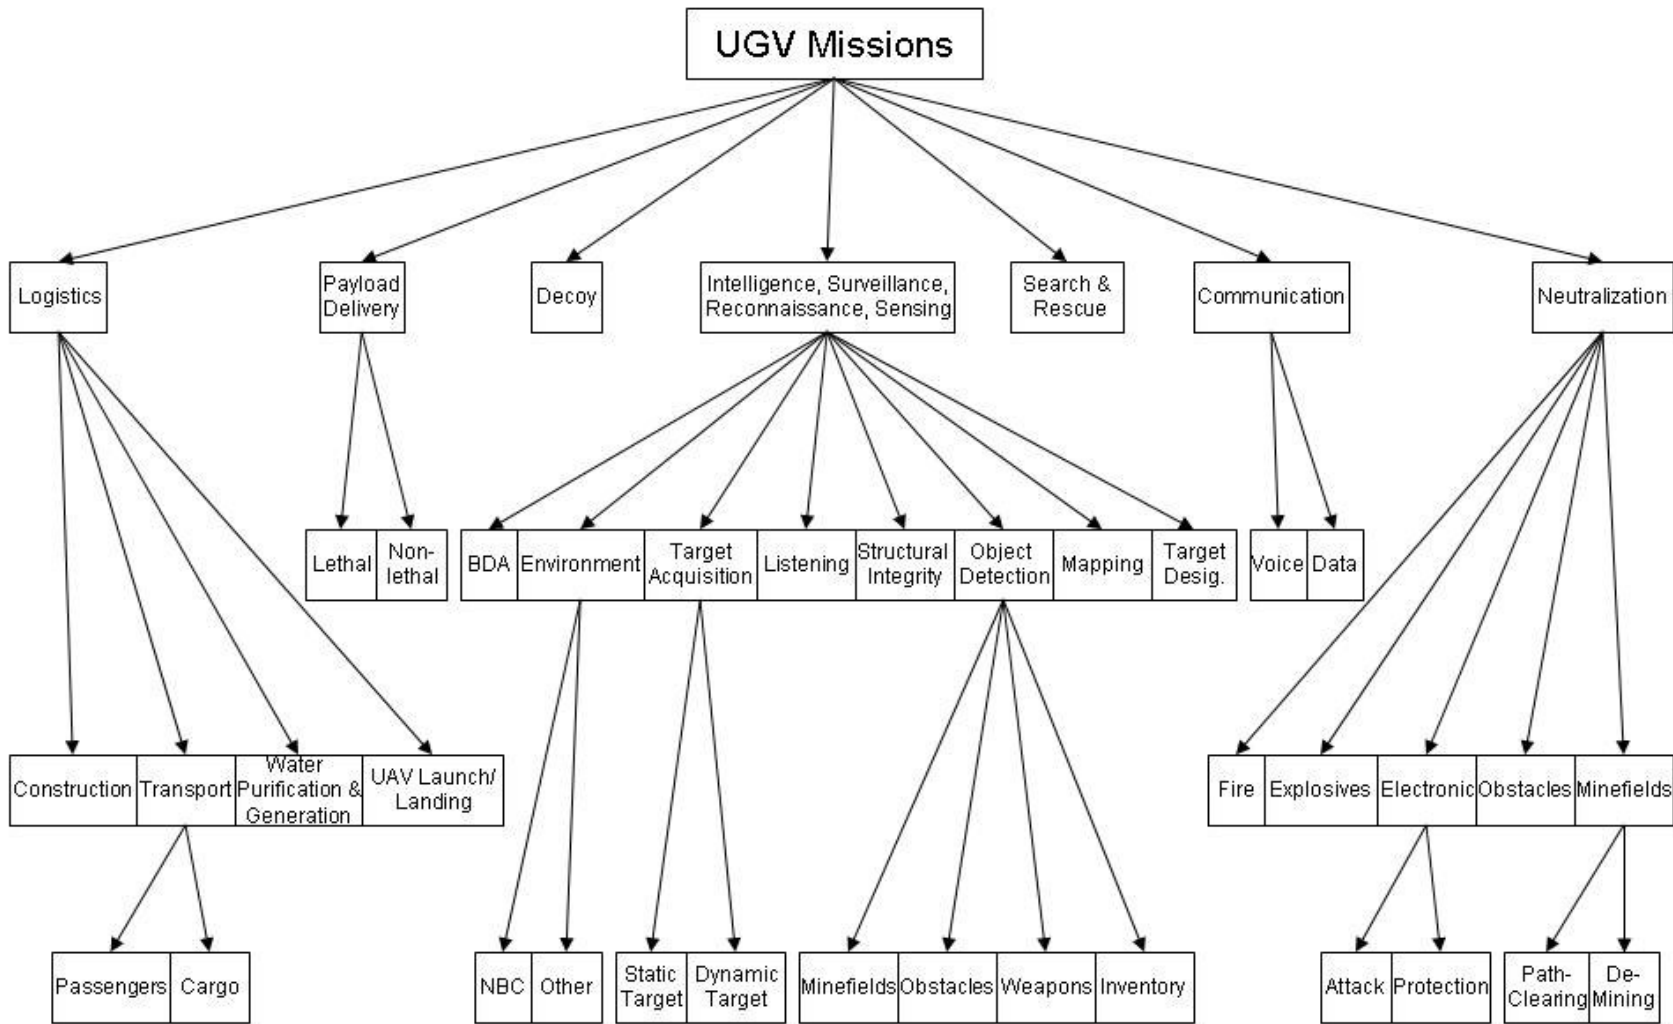 UGV Missions
Logistics
Payload
Delivery
Decoy
Intelligence, Surveillance,
Reconnaissance, Sensing
Search &
Rescue
Communication
Neutralization
Lethal
Non-
lethal
BDA
Environment
Target
Acquisition
Listening
Structural
Integrity
Object
Detection
Mapping
Target
Desig.
Voice
Data
Construction
Transport
Water
Purification &
Generation
UAV Launch/
Landing
Fire
Explosives
Electronic
Obstacles
Minefields
Passengers
Cargo
NBC
Other
Static
Target
Dynamic
Target
Minefields
Obstacles
Weapons
Inventory
Attack
Protection
Path-
Clearing
De-
Mining